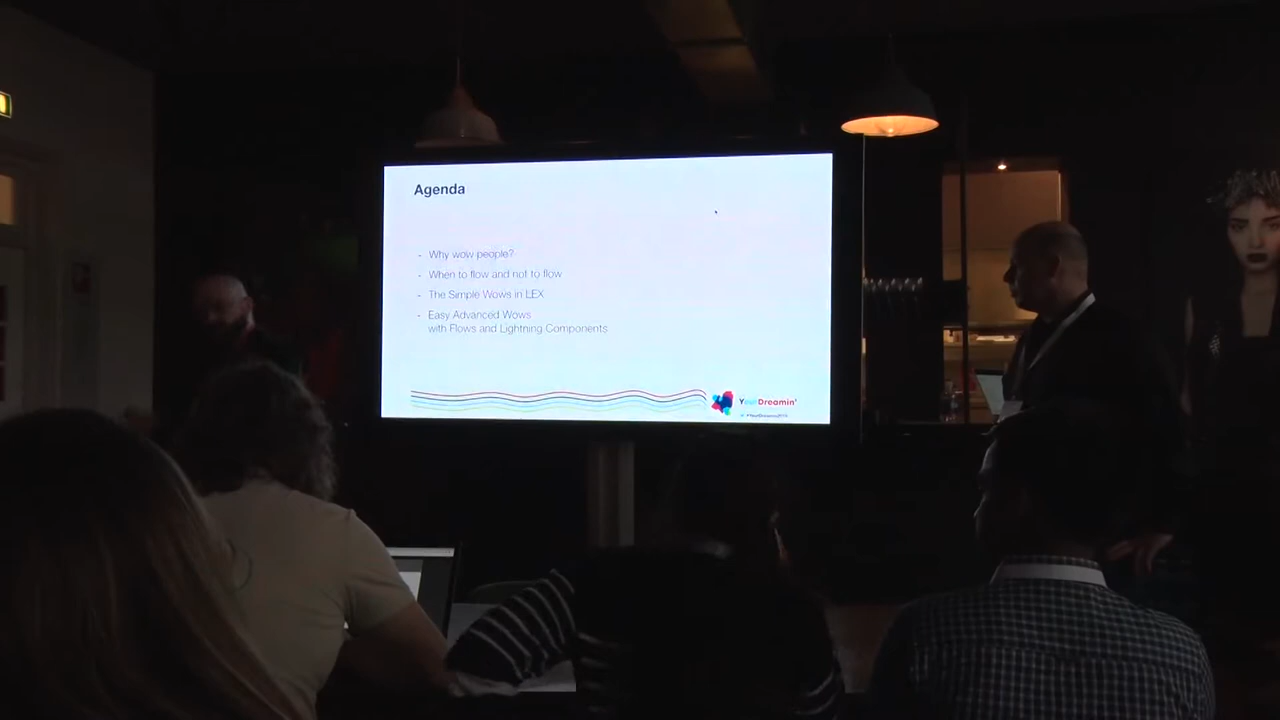 Agenda
- Why wow people?
- When to flow and not to flow
- The Simple Wows in LEX
- Easy Advanced Wows
with Flows and Lightning Components
YourDreamin'